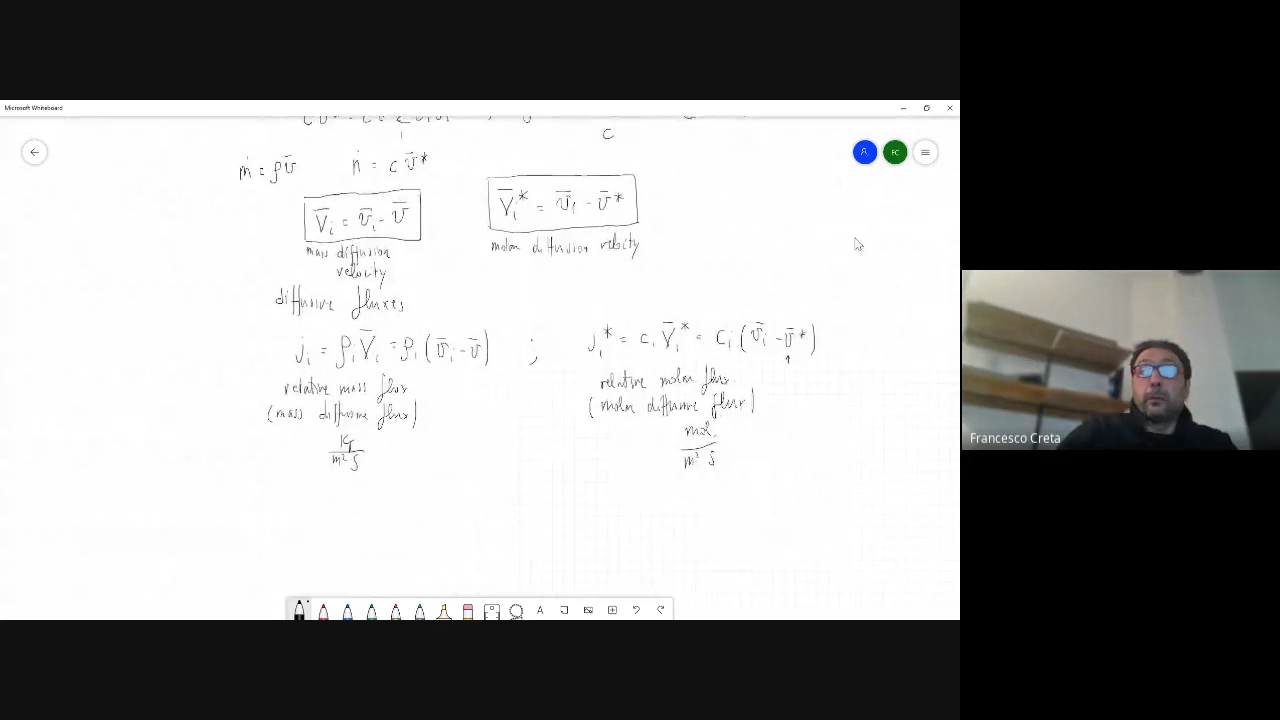 Microsoft Whiteboard
ṁ = ρv̄    ṅ = c v̄*
V̄i = v̄i - v̄    V̄i* = v̄i - v̄*
mass diffusion velocity
molar diffusion velocity
diffusive fluxes
ji = ρi V̄i = ρi (v̄i - v̄) ; ji* = ci V̄i* = ci (v̄i - v̄*)
relative mass flux
(mass diffusive flux)
Kg
m² s
relative molar flux
(molar diffusive flux)
mol
m² s
FC
Francesco Creta